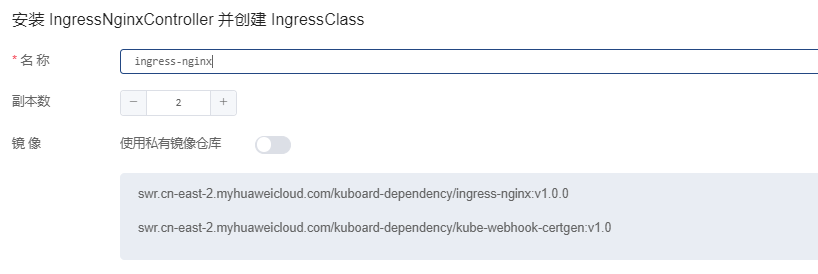 安装 IngressNginxController 并创建 IngressClass
* 名 称 ingress-nginx
副本数 − 2 +
镜 像 使用私有镜像仓库
swr.cn-east-2.myhuaweicloud.com/kuboard-dependency/ingress-nginx:v1.0.0
swr.cn-east-2.myhuaweicloud.com/kuboard-dependency/kube-webhook-certgen:v1.0